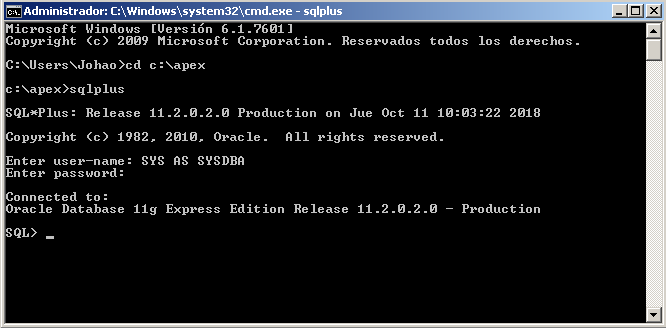 Administrador: C:\Windows\system32\cmd.exe - sqlplus
Microsoft Windows [Versión 6.1.7601]
Copyright (c) 2009 Microsoft Corporation. Reservados todos los derechos.
C:\Users\Johao>cd c:\apex
c:\apex>sqlplus
SQL*Plus: Release 11.2.0.2.0 Production on Jue Oct 11 10:03:22 2018
Copyright (c) 1982, 2010, Oracle.  All rights reserved.
Enter user-name: SYS AS SYSDBA
Enter password:
Connected to:
Oracle Database 11g Express Edition Release 11.2.0.2.0 - Production
SQL> _